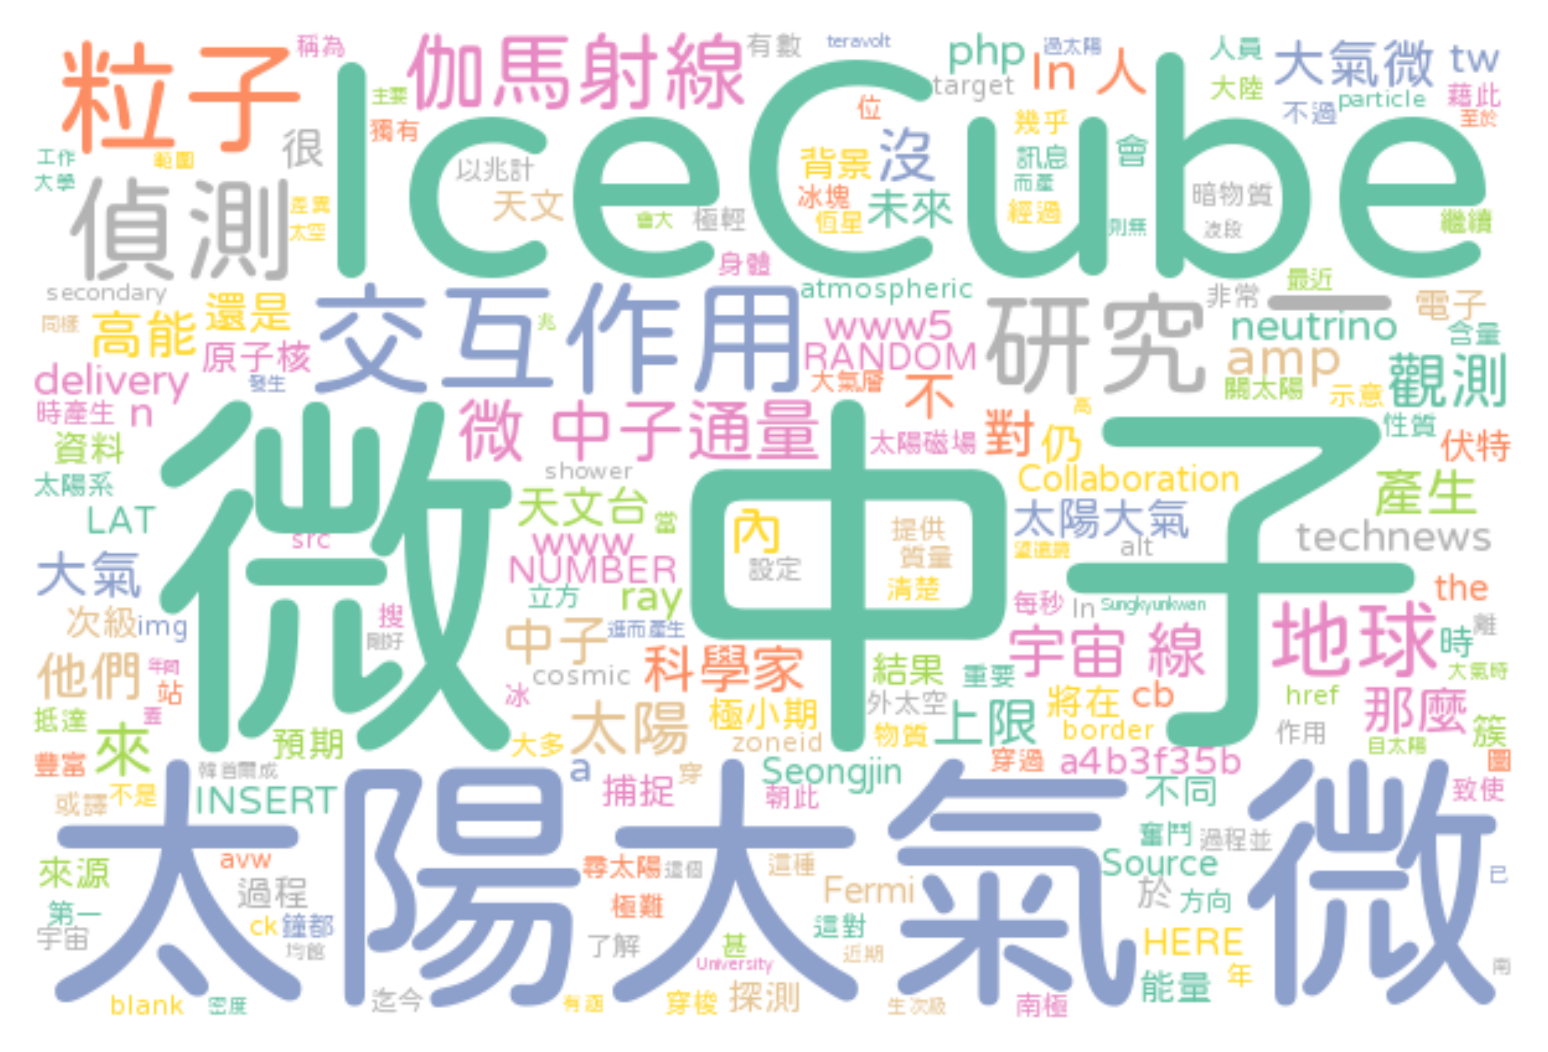 稱為 有數 teravolt 過太陽 人員
粒子 伽馬射線 php In 人 大氣微 tw
主要 IceCube target 位 大陸 particle 藉此
獨有 幾乎 不過 至於
工作 範圍 很 以兆計 背景 沒 訊息 會 暗物質
大學 冰塊 而產
偵測 差異 天文 極輕 恆星 未來 經過 繼續
太空 會大 則無 波段
身體 最近
secondary atmospheric 非常 電子
同樣 高能 還是 交互作用 兆 www5 研究 一 neutrino 含量
原子核 RANDOM amp 觀測
delivery 發生 大氣層 不 關太陽 示意
時產生 n 微 中子通量 高 性質
資料 太陽磁場 對 仍 伏特
太陽系 微中子 shower Collaboration 產生
LAT 天文台 當 內 提供 太陽大氣 technews
src www 質量 望遠鏡 alt
大氣 NUMBER 設定 清楚 the
次級 img 搜 立方 ray 每秒 In Sungkyunkwan 地球 時 離
剛好 中子 進而產生 宇宙 線
他們 年間 站 cosmic 科學家 結果 重要 大氣時
抵達 壹 冰 外太空 將在 cb href 那麼 簇
來 預期 大多 太陽 極小期 物質 上限 border 作用 目太陽
豐富 韓首爾成 a 穿 zoneid Seongjin 穿過 a4b3f35b 圖
或譯 不是 INSERT 捕捉 朝此 不同 致使
太陽大氣微
來源 avw 尋太陽 這個 這種 奮鬥 過程並
過程 Source 已
第一 ck 鐘都 極難 Fermi 於 方向
宇宙 均館 了解 甚 這對 HERE
University 近期 年 南
blank 密度 迄今 穿梭 探測 生次級 南極 能量